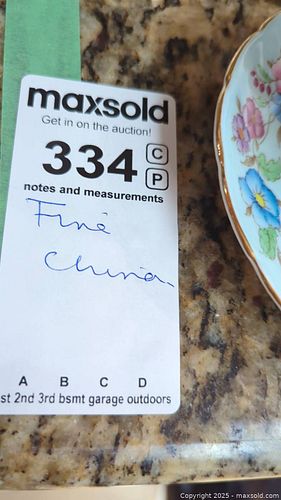 maxsold
Get in on the auction!
334 C
P
notes and measurements
Fine
China.
A B C D
st 2nd 3rd bsmt garage outdoors
Copyright 2025 - www.maxsold.com